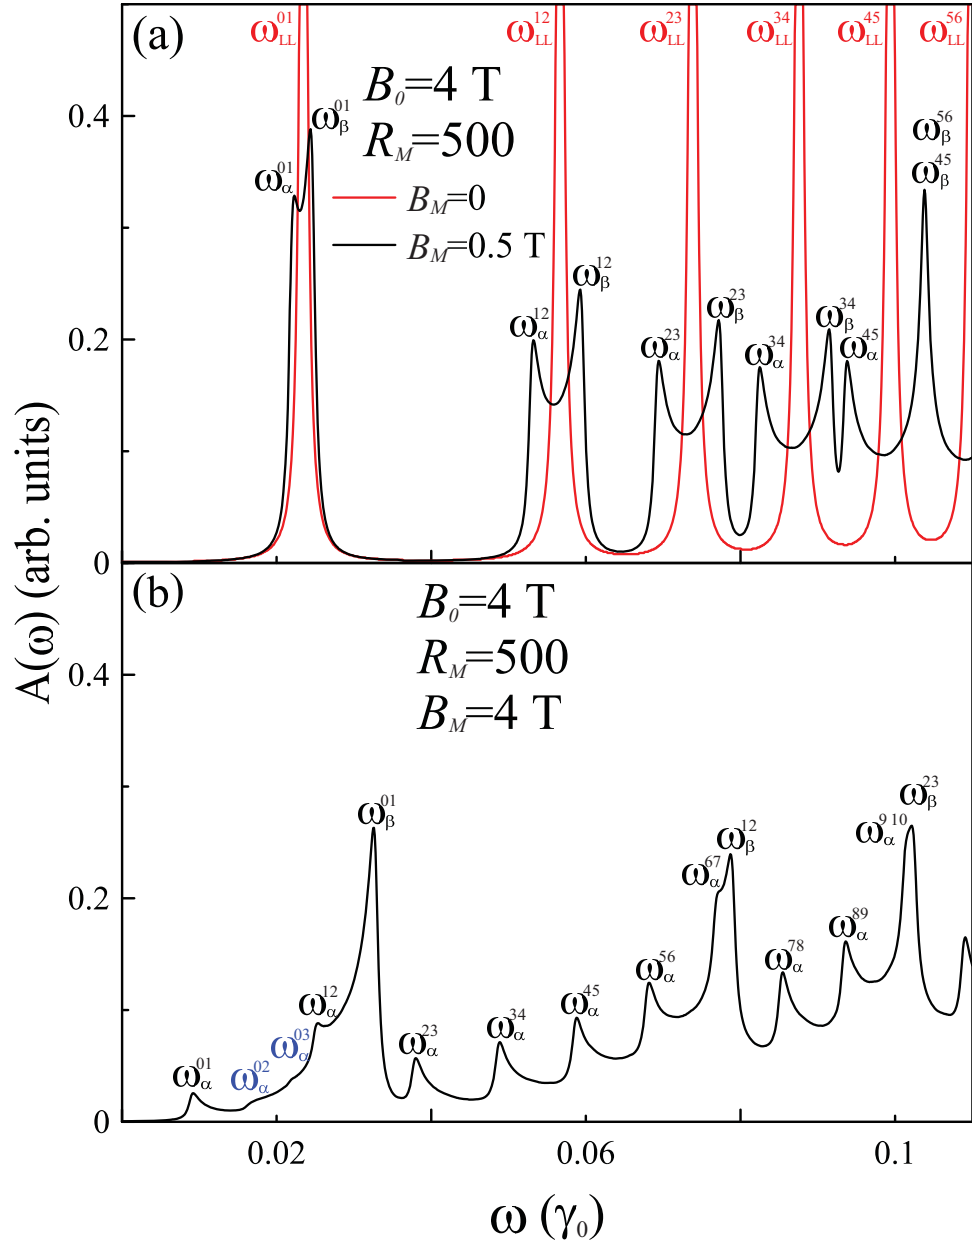 (a)
ω_LL^01 ω_LL^12 ω_LL^23 ω_LL^34 ω_LL^45 ω_LL^56
B_0=4 T
R_M=500
B_M=0
B_M=0.5 T
ω_α^01 ω_β^01
ω_α^12 ω_β^12
ω_α^23 ω_β^23
ω_α^34 ω_β^34
ω_α^45
ω_β^56
ω_β^45
0.4
0.2
0
A(ω) (arb. units)
(b)
B_0=4 T
R_M=500
B_M=4 T
ω_α^01
ω_α^02
ω_α^03
ω_α^12
ω_β^01
ω_α^23
ω_α^34
ω_α^45
ω_α^56
ω_α^67
ω_β^12
ω_α^78
ω_α^89
ω_α^9 10
ω_β^23
0.4
0.2
0
0.02 0.06 0.1
ω (γ_0)